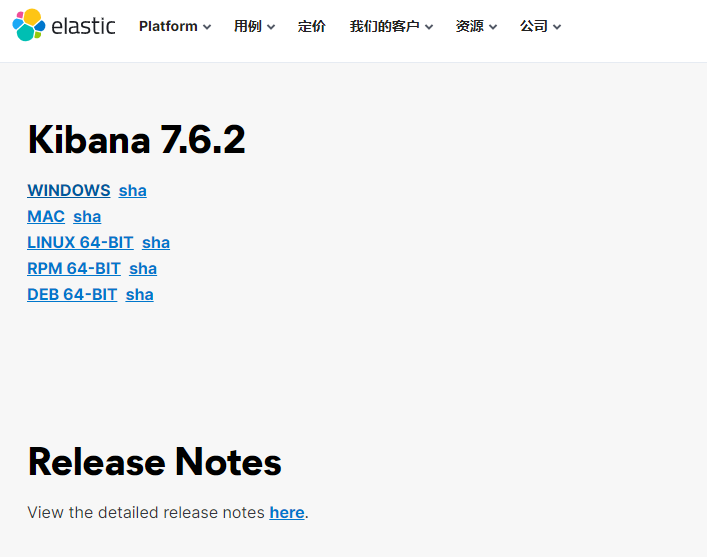 elastic Platform 用例 定价 我们的客户 资源 公司
Kibana 7.6.2
WINDOWS sha
MAC sha
LINUX 64-BIT sha
RPM 64-BIT sha
DEB 64-BIT sha
Release Notes
View the detailed release notes here.